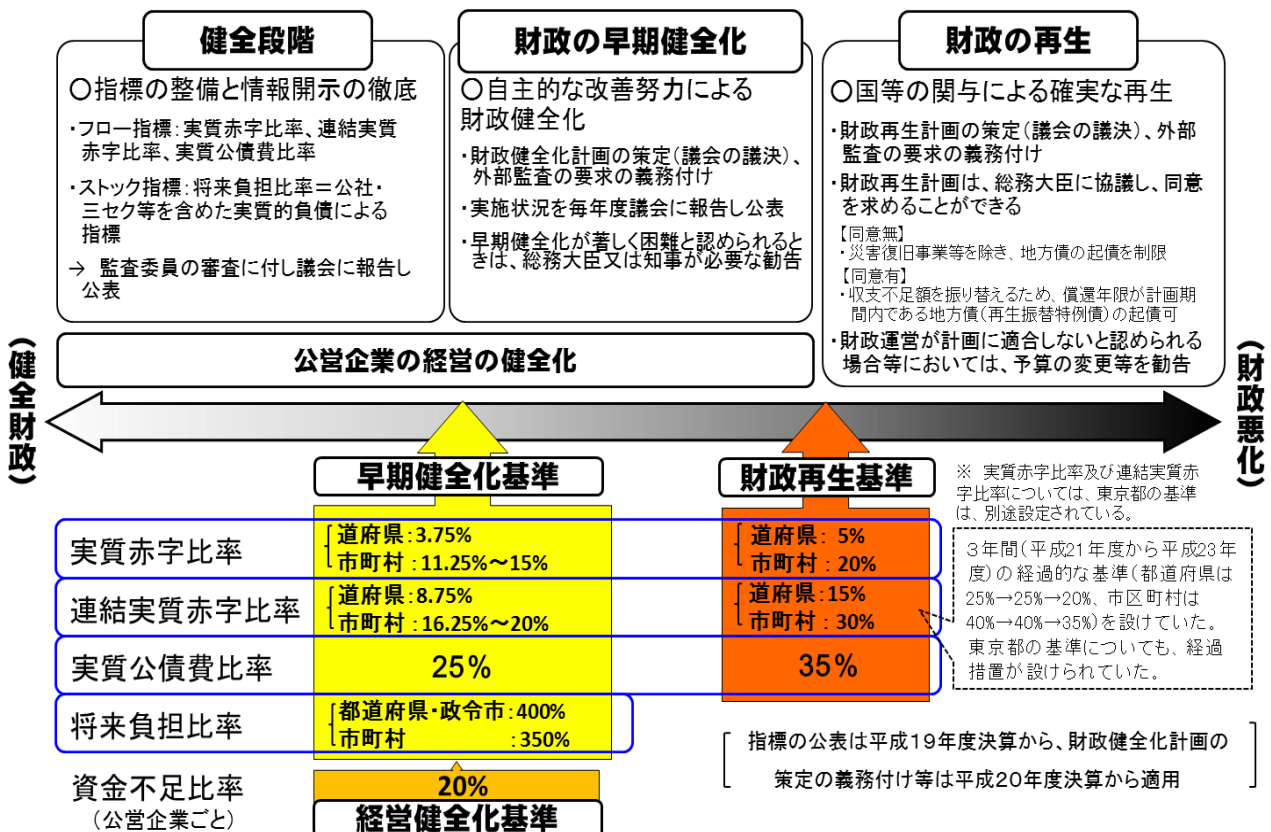 健全段階
〇指標の整備と情報開示の徹底
・フロー指標：実質赤字比率、連結実質
赤字比率、実質公債費比率
・ストック指標：将来負担比率＝公社・
三セク等を含めた実質的負債による
指標
→ 監査委員の審査に付し議会に報告し
公表
財政の早期健全化
〇自主的な改善努力による
財政健全化
・財政健全化計画の策定（議会の議決）、
外部監査の要求の義務付け
・実施状況を毎年度議会に報告し公表
・早期健全化が著しく困難と認められると
きは、総務大臣又は知事が必要な勧告
財政の再生
〇国等の関与による確実な再生
・財政再生計画の策定（議会の議決）、外部
監査の要求の義務付け
・財政再生計画は、総務大臣に協議し、同意
を求めることができる
【同意無】
・災害復旧事業等を除き、地方債の起債を制限
【同意有】
・収支不足額を振り替えるため、償還年限が計画期
間内である地方債（再生振替特例債）の起債可
・財政運営が計画に適合しないと認められる
場合等においては、予算の変更等を勧告
公営企業の経営の健全化
（健全財政）
（財政悪化）
早期健全化基準
財政再生基準
※ 実質赤字比率及び連結実質赤
字比率については、東京都の基準
は、別途設定されている。
実質赤字比率
道府県：3.75%
市町村：11.25%～15%
道府県： 5%
市町村： 20%
連結実質赤字比率
道府県：8.75%
市町村：16.25%～20%
道府県：15%
市町村： 30%
実質公債費比率
25%
35%
３年間（平成21年度から平成23年
度）の経過的な基準（都道府県は
25%→25%→20%、市区町村は
40%→40%→35%）を設けていた。
東京都の基準についても、経過
措置が設けられていた。
将来負担比率
都道府県・政令市：400%
市町村 ：350%
資金不足比率
（公営企業ごと）
20%
経営健全化基準
指標の公表は平成１９年度決算から、財政健全化計画の
策定の義務付け等は平成２０年度決算から適用